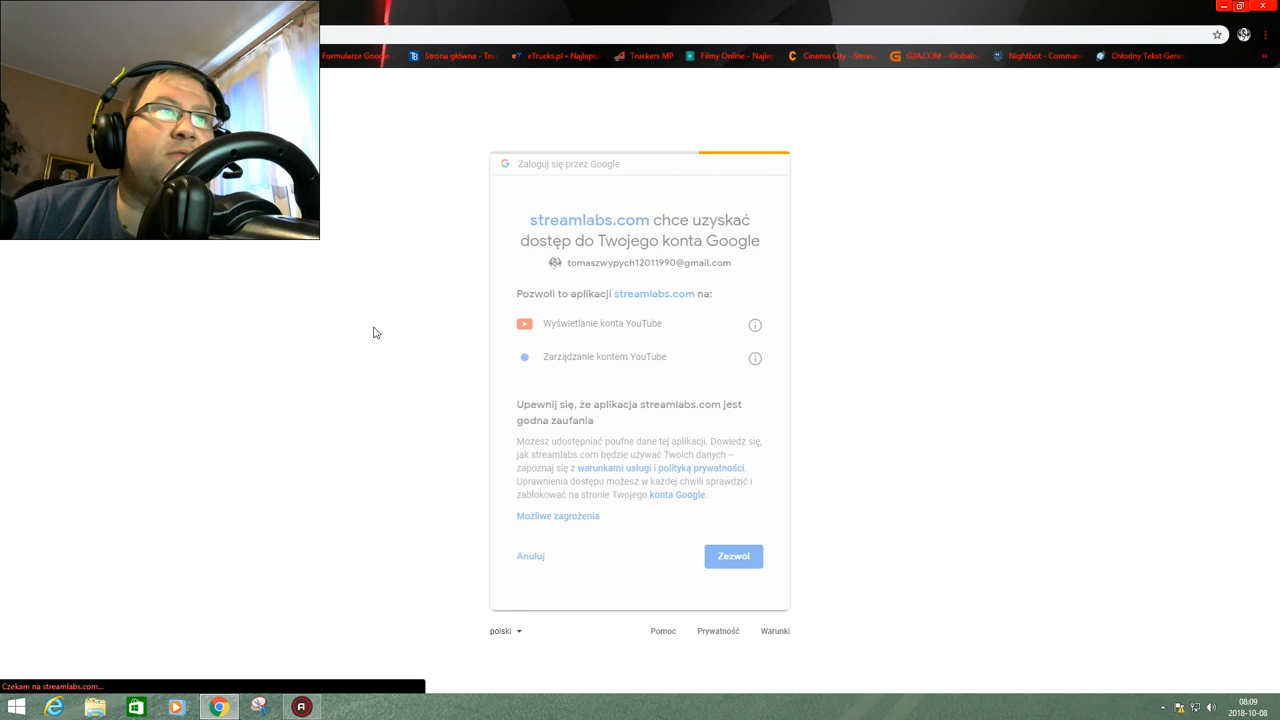 Formularze Google
Strona główna - Tru
eTrucks.pl • Najleps
Truckers MP
Filmy Online - Najle
Cinema City - Stron
G2A.COM – Globaln
Nightbot - Comman
Chłodny Tekst Gene
»
Zaloguj się przez Google
streamlabs.com chce uzyskać
dostęp do Twojego konta Google
tomaszwypych12011990@gmail.com
Pozwoli to aplikacji streamlabs.com na:
Wyświetlanie konta YouTube
Zarządzanie kontem YouTube
Upewnij się, że aplikacja streamlabs.com jest
godna zaufania
Możesz udostępniać poufne dane tej aplikacji. Dowiedz się,
jak streamlabs.com będzie używać Twoich danych –
zapoznaj się z warunkami usługi i polityką prywatności.
Uprawnienia dostępu możesz w każdej chwili sprawdzić i
zablokować na stronie Twojego konta Google.
Możliwe zagrożenia
Anuluj
Zezwól
polski
Pomoc
Prywatność
Warunki
Czekam na streamlabs.com...
08:09
2018-10-08